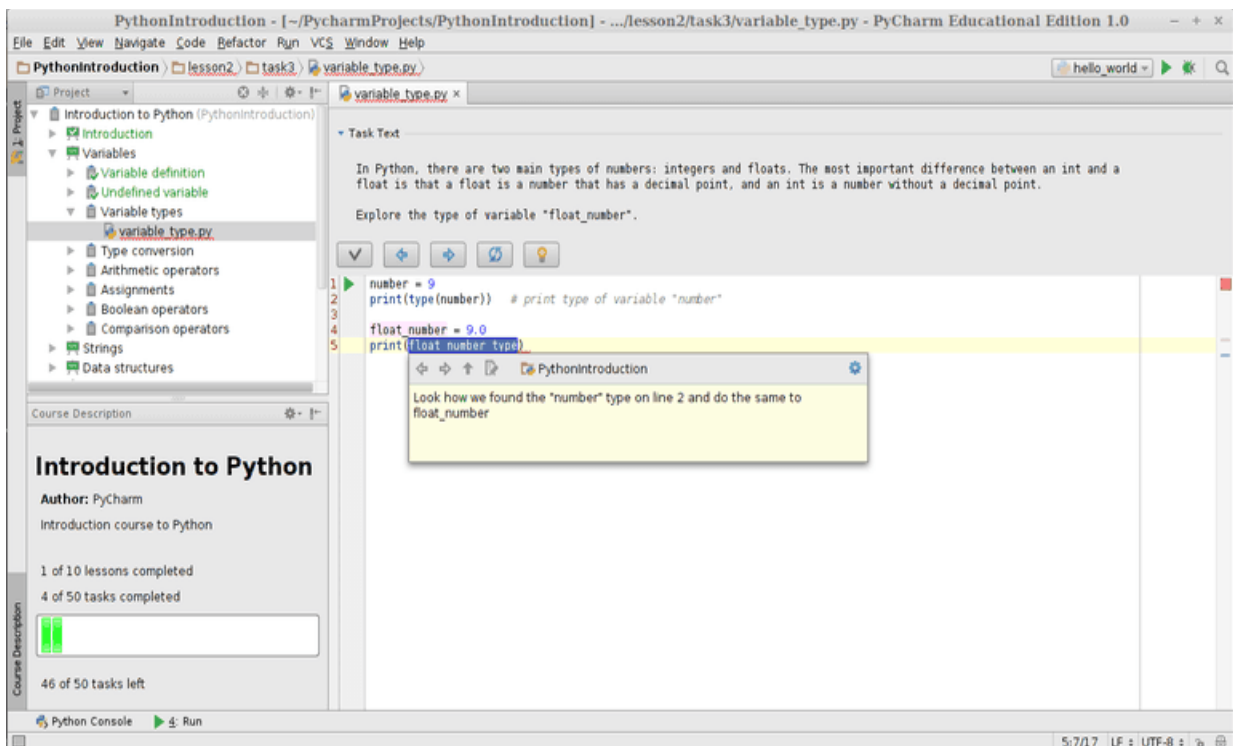 PythonIntroduction - [~/PycharmProjects/PythonIntroduction] - .../lesson2/task3/variable_type.py - PyCharm Educational Edition 1.0
File Edit View Navigate Code Refactor Run VCS Window Help
PythonIntroduction lesson2 task3 variable_type.py hello_world
1: Project
Project
variable_type.py ×
Introduction to Python (PythonIntroduction)
Introduction
Variables
Variable definition
Undefined variable
Variable types
variable_type.py
Type conversion
Arithmetic operators
Assignments
Boolean operators
Comparison operators
Strings
Data structures
Task Text
In Python, there are two main types of numbers: integers and floats. The most important difference between an int and a
float is that a float is a number that has a decimal point, and an int is a number without a decimal point.
Explore the type of variable "float_number".
1 number = 9
2 print(type(number)) # print type of variable "number"
3
4 float_number = 9.0
5 print(float number type)
PythonIntroduction
Look how we found the "number" type on line 2 and do the same to
float_number
Course Description
Introduction to Python
Author: PyCharm
Introduction course to Python
1 of 10 lessons completed
4 of 50 tasks completed
46 of 50 tasks left
Course Description
Python Console 4: Run
5:7/17 LF UTF-8